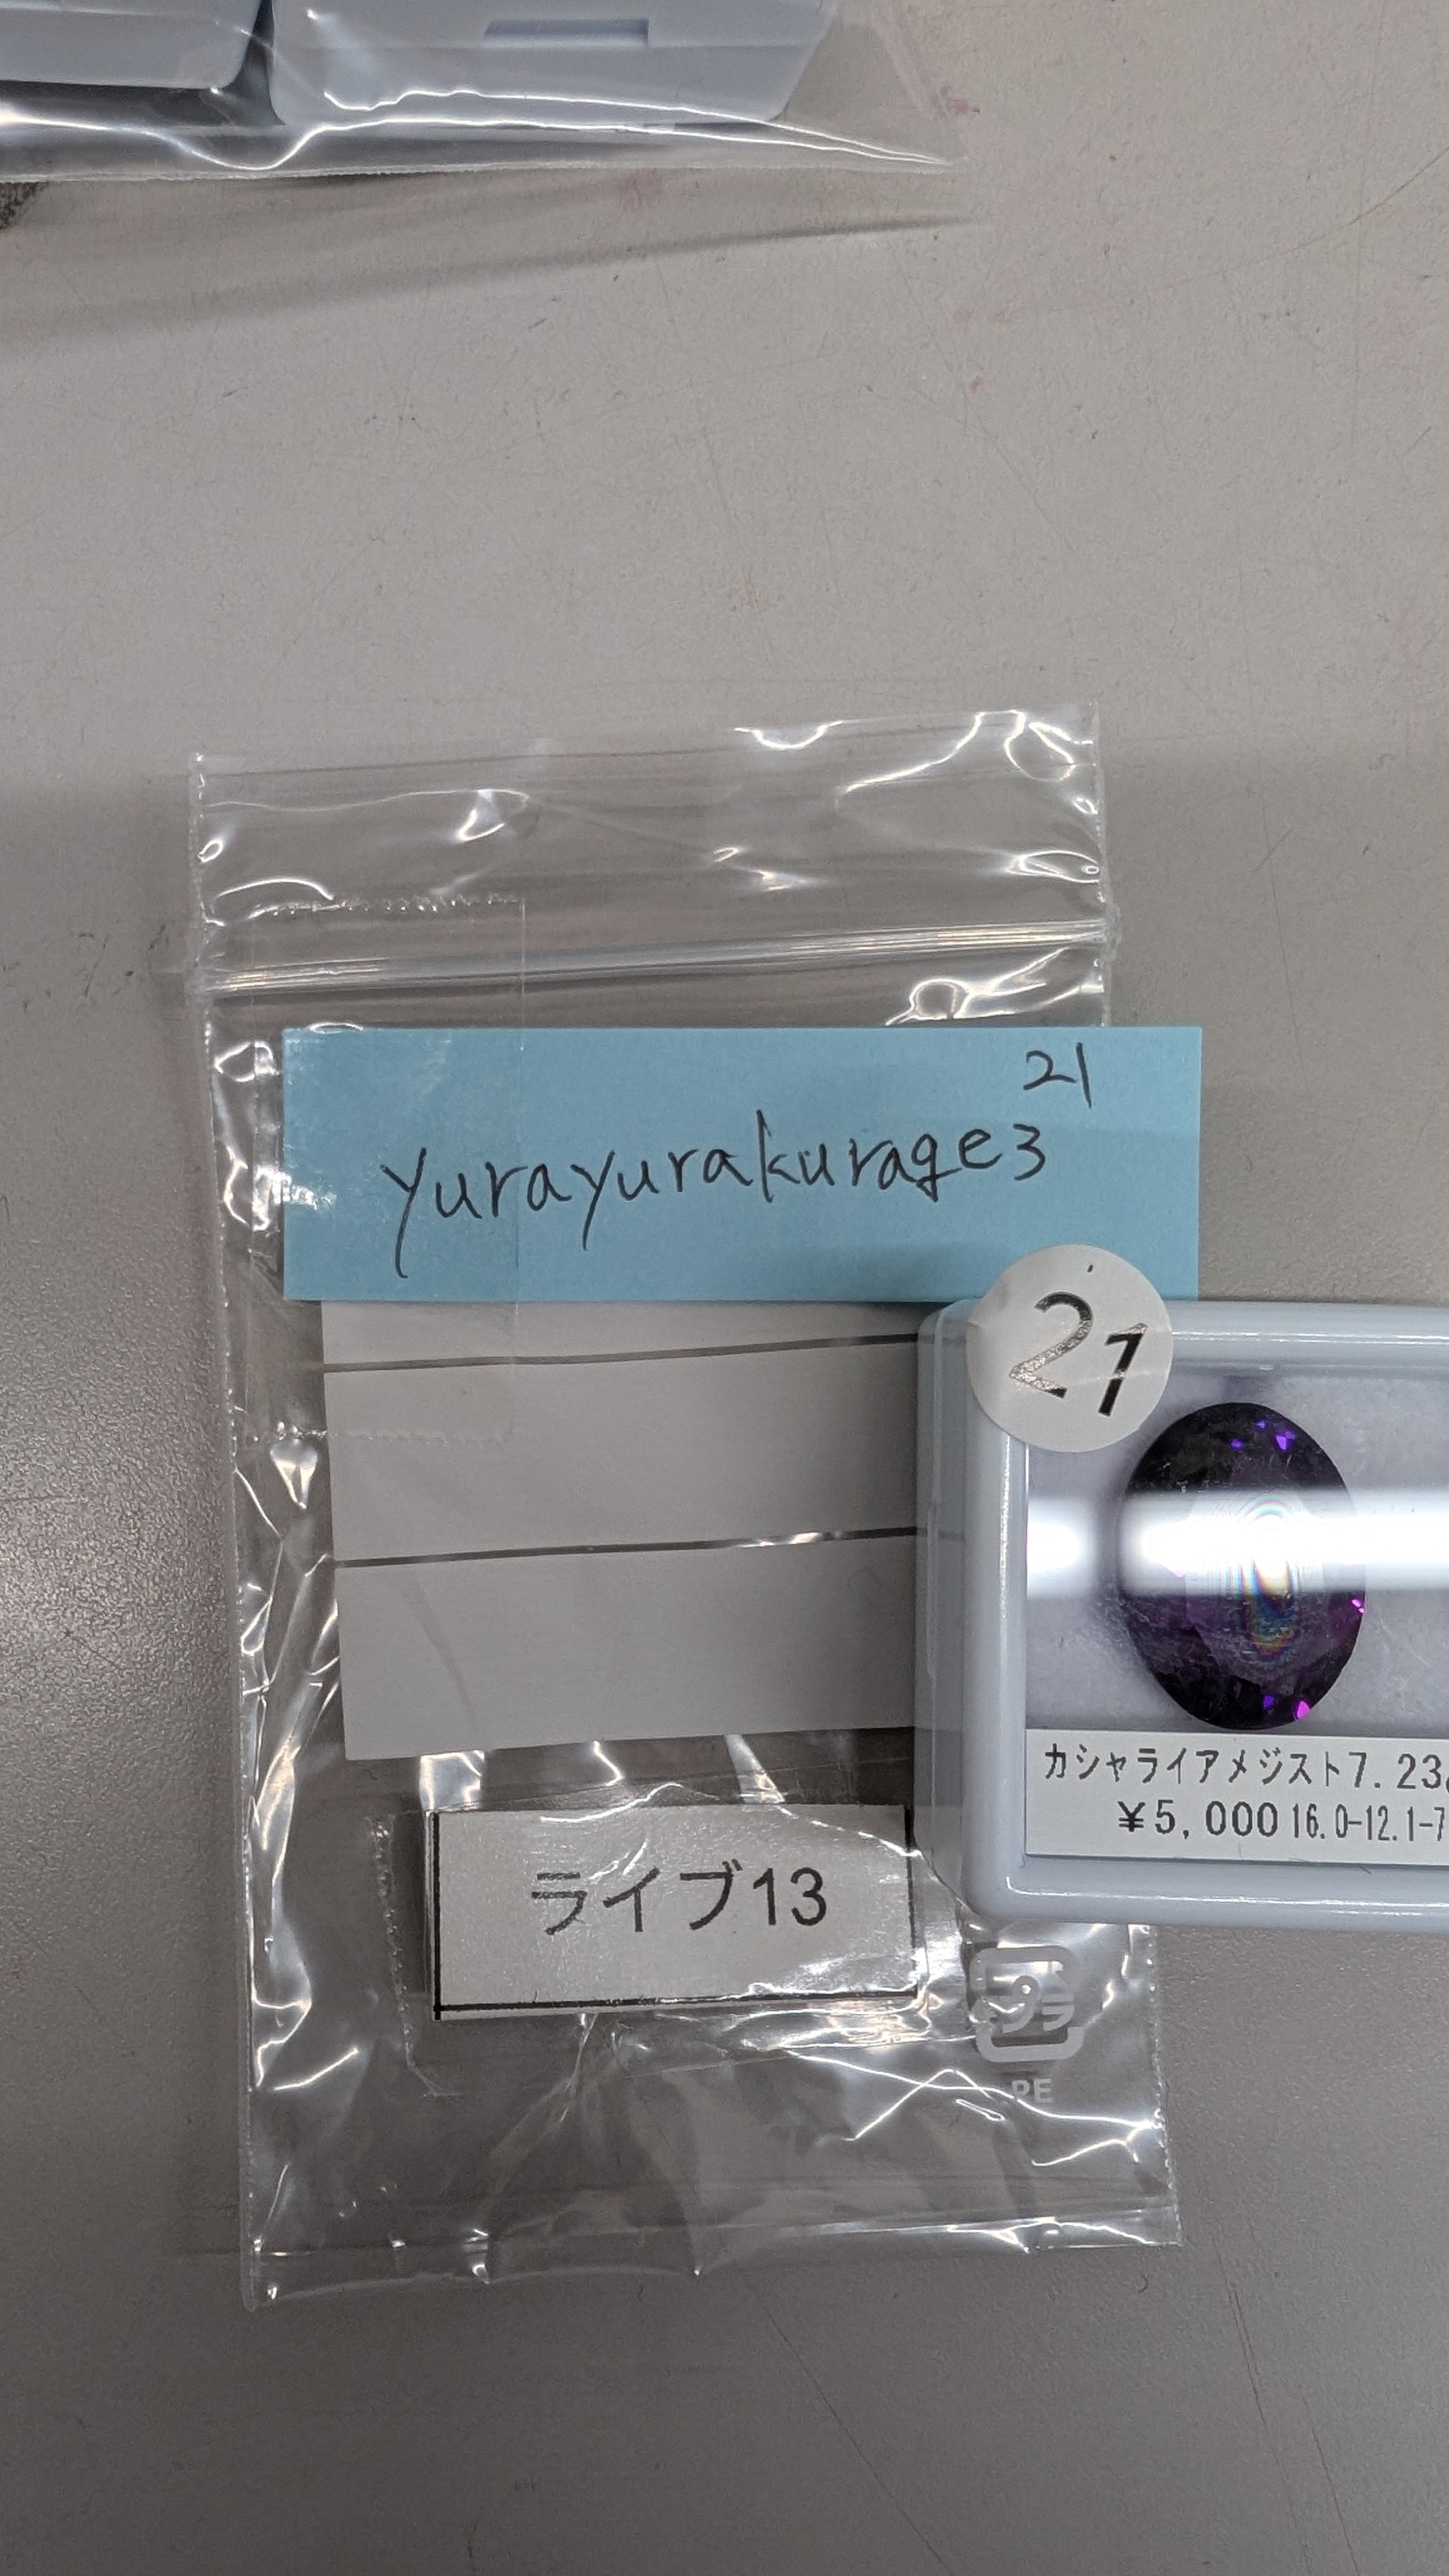 21
yurayurakurage3
21
カシャライアメジスト7.23
¥5,000 16.0-12.1-7
ライブ13
PE